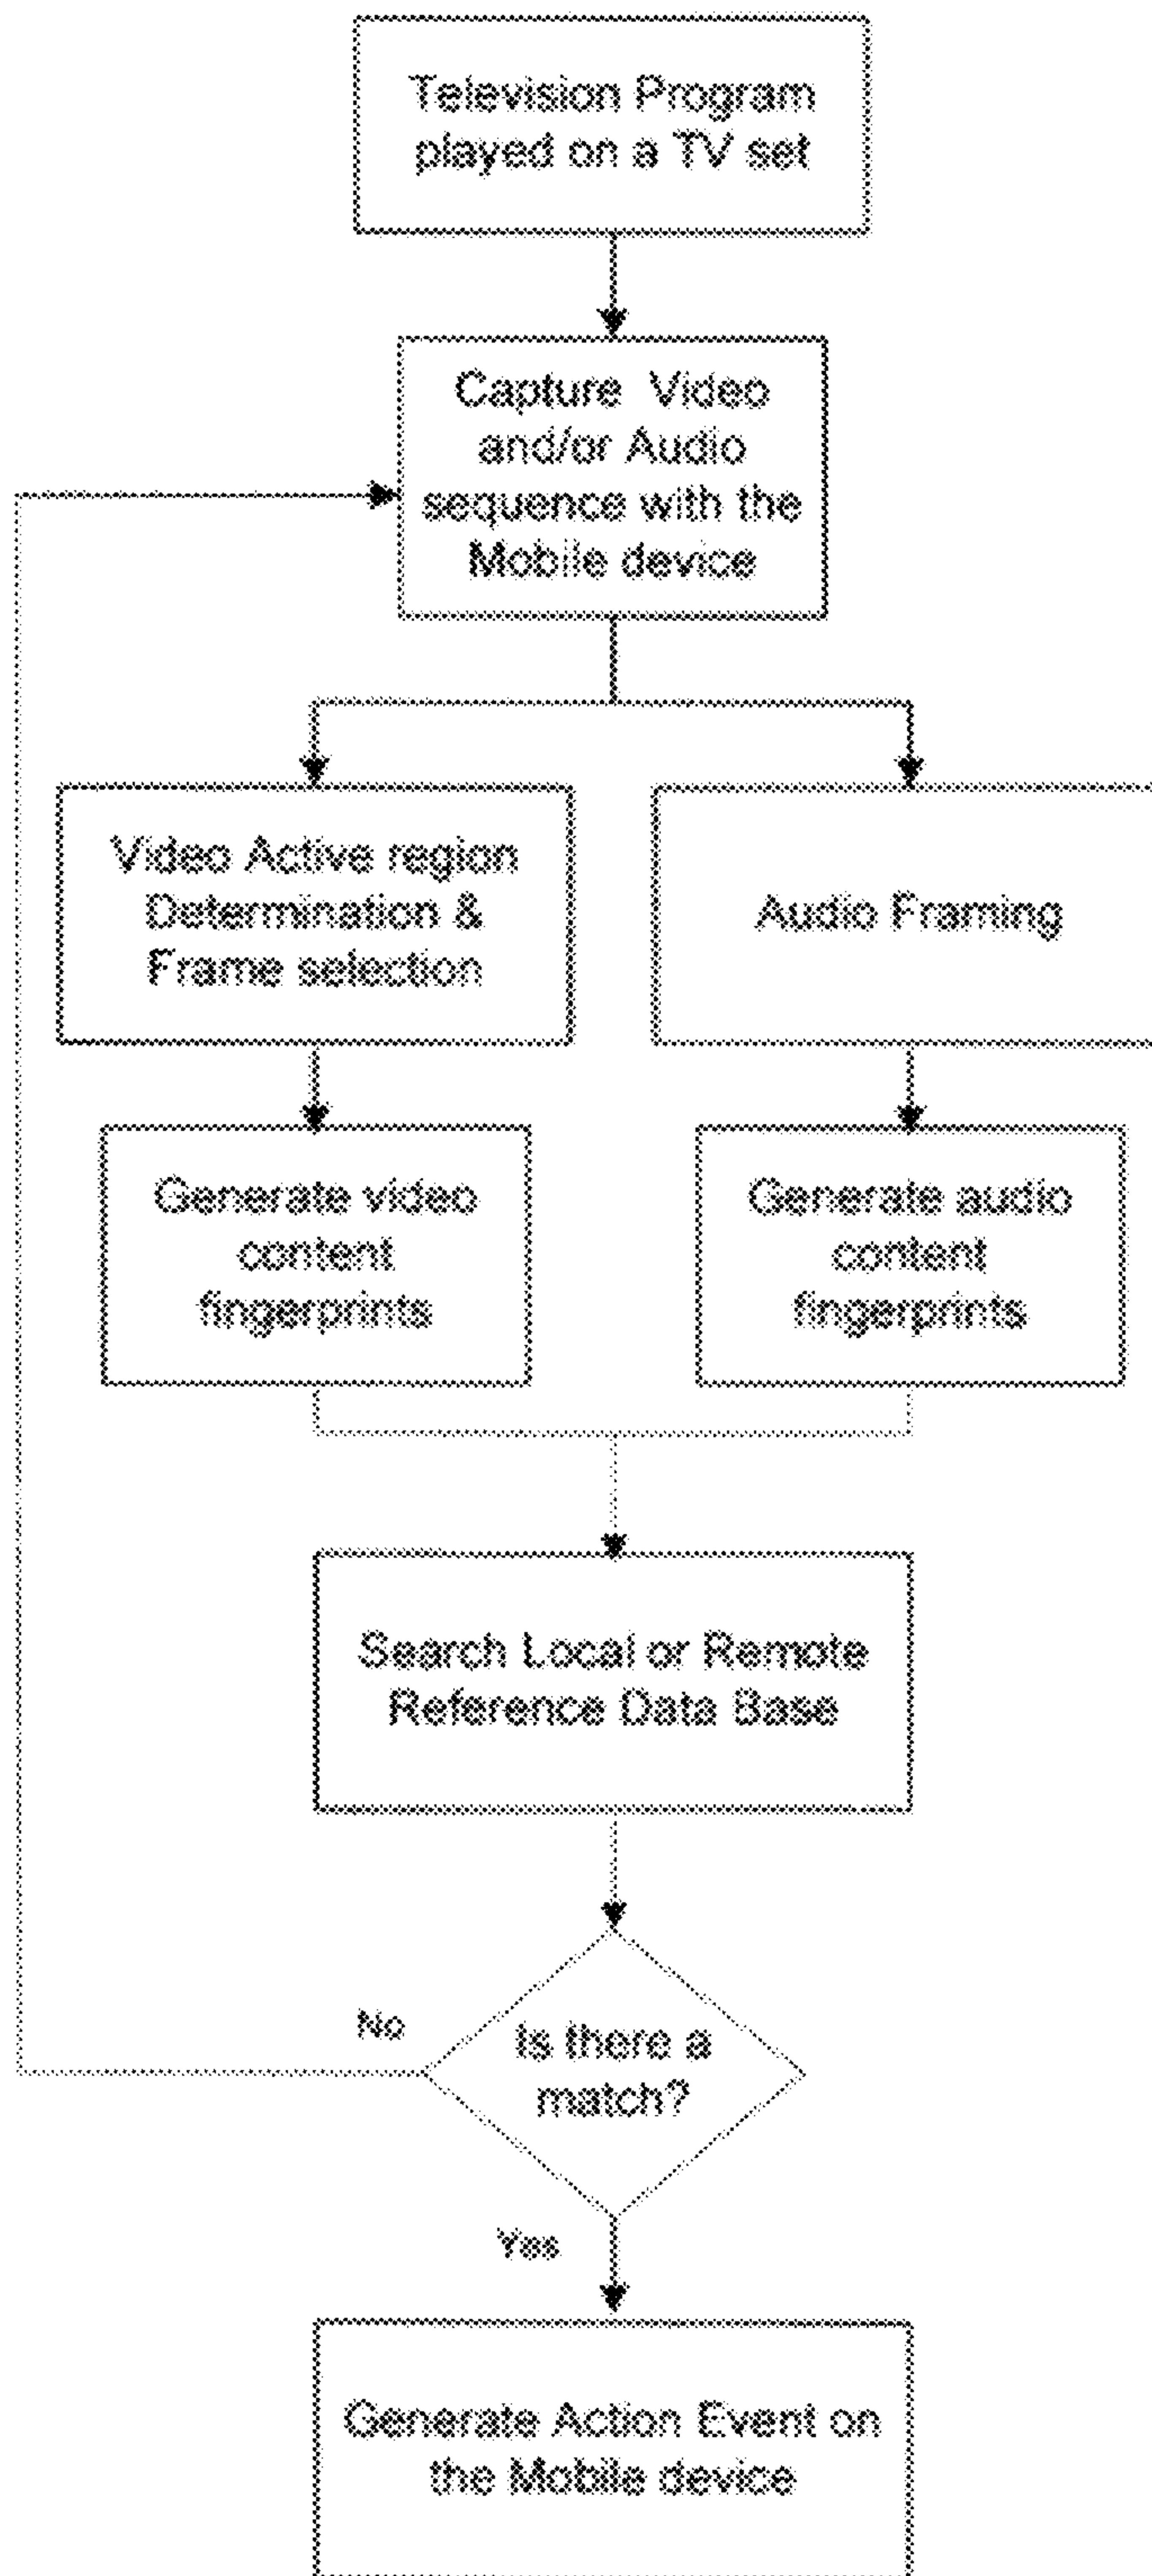 Television Program
played on a TV set
Capture Video
and/or Audio
sequence with the
Mobile device
Video Active region
Determination &
Frame selection
Audio Framing
Generate video
content
fingerprints
Generate audio
content
fingerprints
Search Local or Remote
Reference Data Base
Is there a
match?
No
Yes
Generate Action Event on
the Mobile device